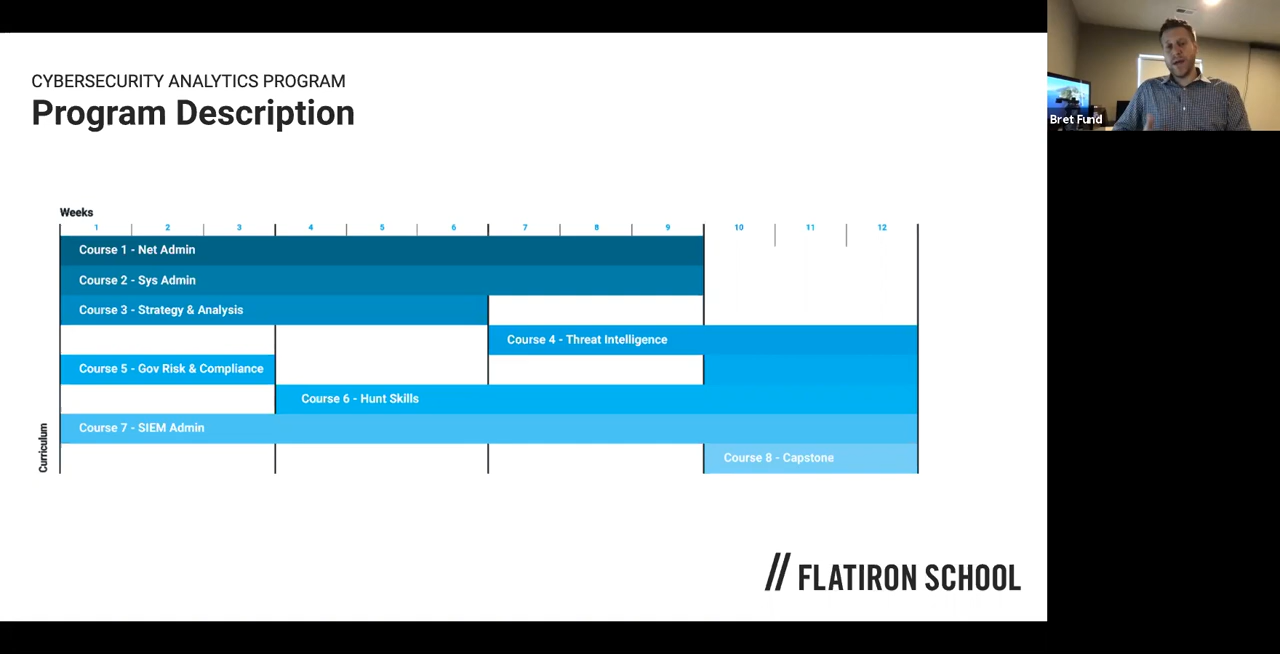 CYBERSECURITY ANALYTICS PROGRAM
Program Description
Bret Fund
Weeks
1 2 3 4 5 6 7 8 9 10 11 12
Course 1 - Net Admin
Course 2 - Sys Admin
Course 3 - Strategy & Analysis
Course 4 - Threat Intelligence
Course 5 - Gov Risk & Compliance
Course 6 - Hunt Skills
Course 7 - SIEM Admin
Curriculum
Course 8 - Capstone
// FLATIRON SCHOOL